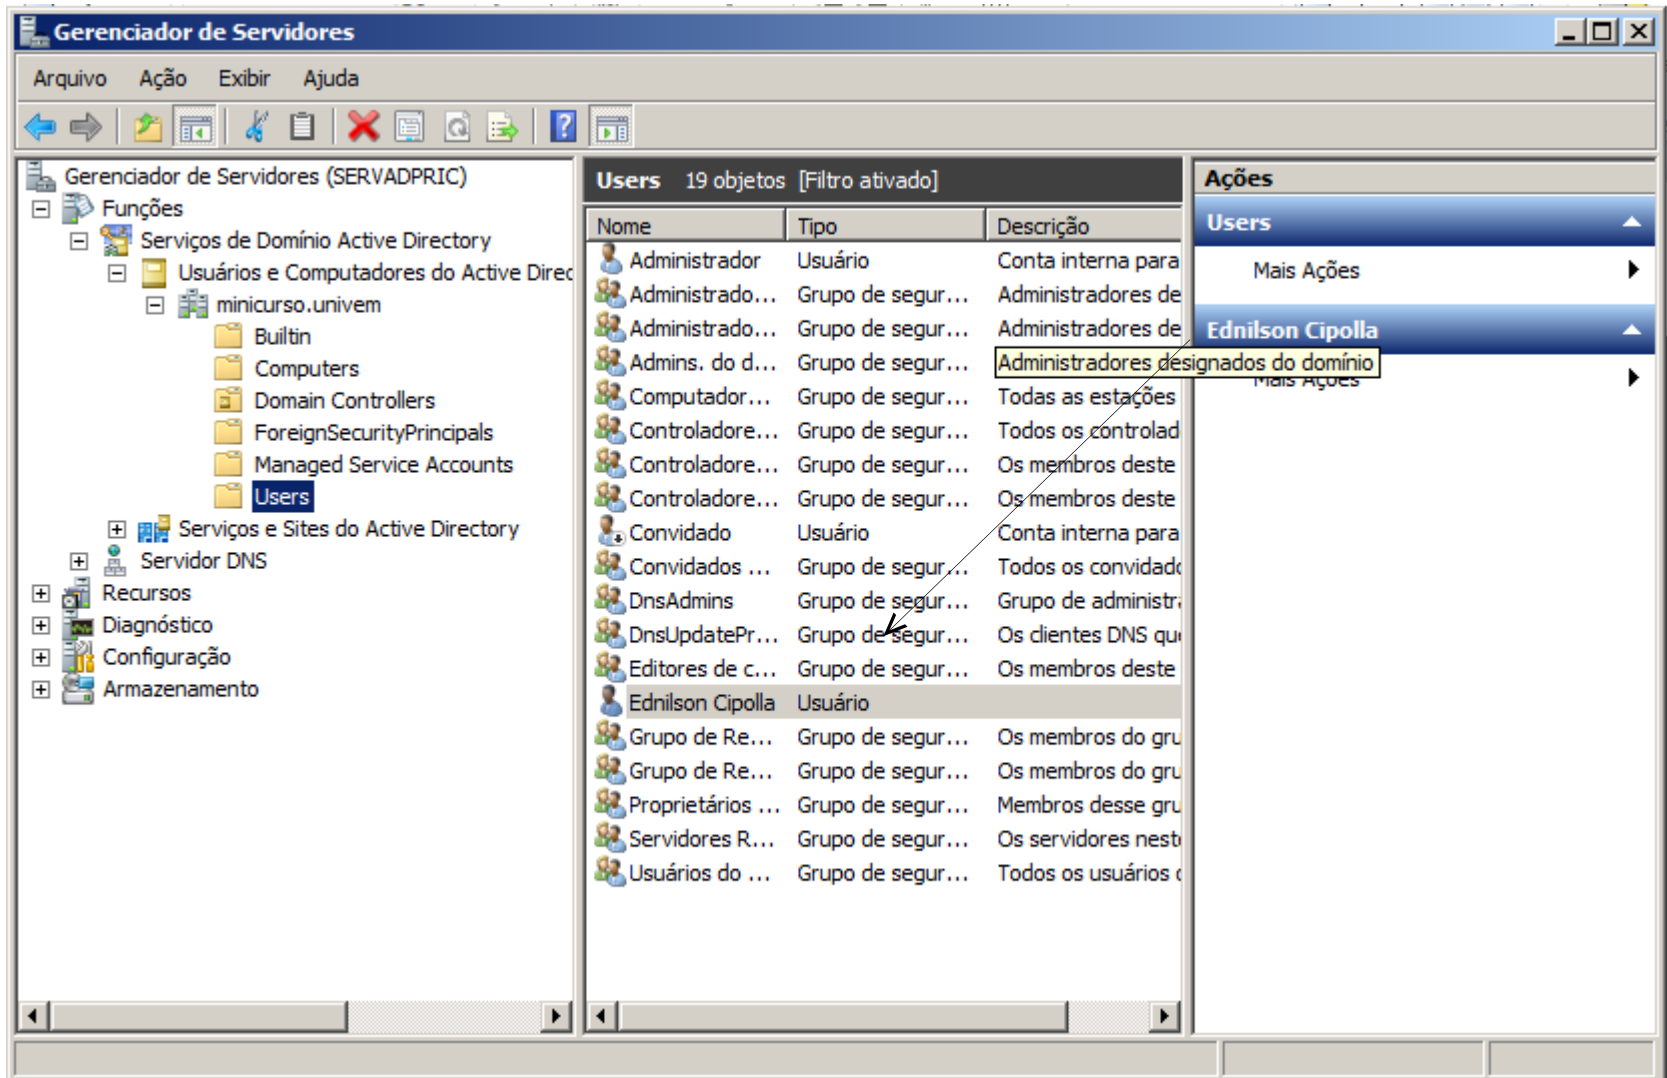 Gerenciador de Servidores
Arquivo Ação Exibir Ajuda
Gerenciador de Servidores (SERVADPRIC)
Funções
Serviços de Domínio Active Directory
Usuários e Computadores do Active Direc
minicurso.univem
Builtin
Computers
Domain Controllers
ForeignSecurityPrincipals
Managed Service Accounts
Users
Serviços e Sites do Active Directory
Servidor DNS
Recursos
Diagnóstico
Configuração
Armazenamento
Users 19 objetos [Filtro ativado]
Nome Tipo Descrição
Administrador Usuário Conta interna para
Administrado... Grupo de segur... Administradores de
Administrado... Grupo de segur... Administradores de
Admins. do d... Grupo de segur... Administradores designados do domínio
Computador... Grupo de segur... Todas as estações
Controladore... Grupo de segur... Todos os controlad
Controladore... Grupo de segur... Os membros deste
Controladore... Grupo de segur... Os membros deste
Convidado Usuário Conta interna para
Convidados ... Grupo de segur... Todos os convidado
DnsAdmins Grupo de segur... Grupo de administra
DnsUpdatePr... Grupo de segur... Os clientes DNS que
Editores de c... Grupo de segur... Os membros deste
Ednilson Cipolla Usuário
Grupo de Re... Grupo de segur... Os membros do gru
Grupo de Re... Grupo de segur... Os membros do gru
Proprietários ... Grupo de segur... Membros desse gru
Servidores R... Grupo de segur... Os servidores neste
Usuários do ... Grupo de segur... Todos os usuários d
Ações
Users
Mais Ações
Ednilson Cipolla
Mais Ações